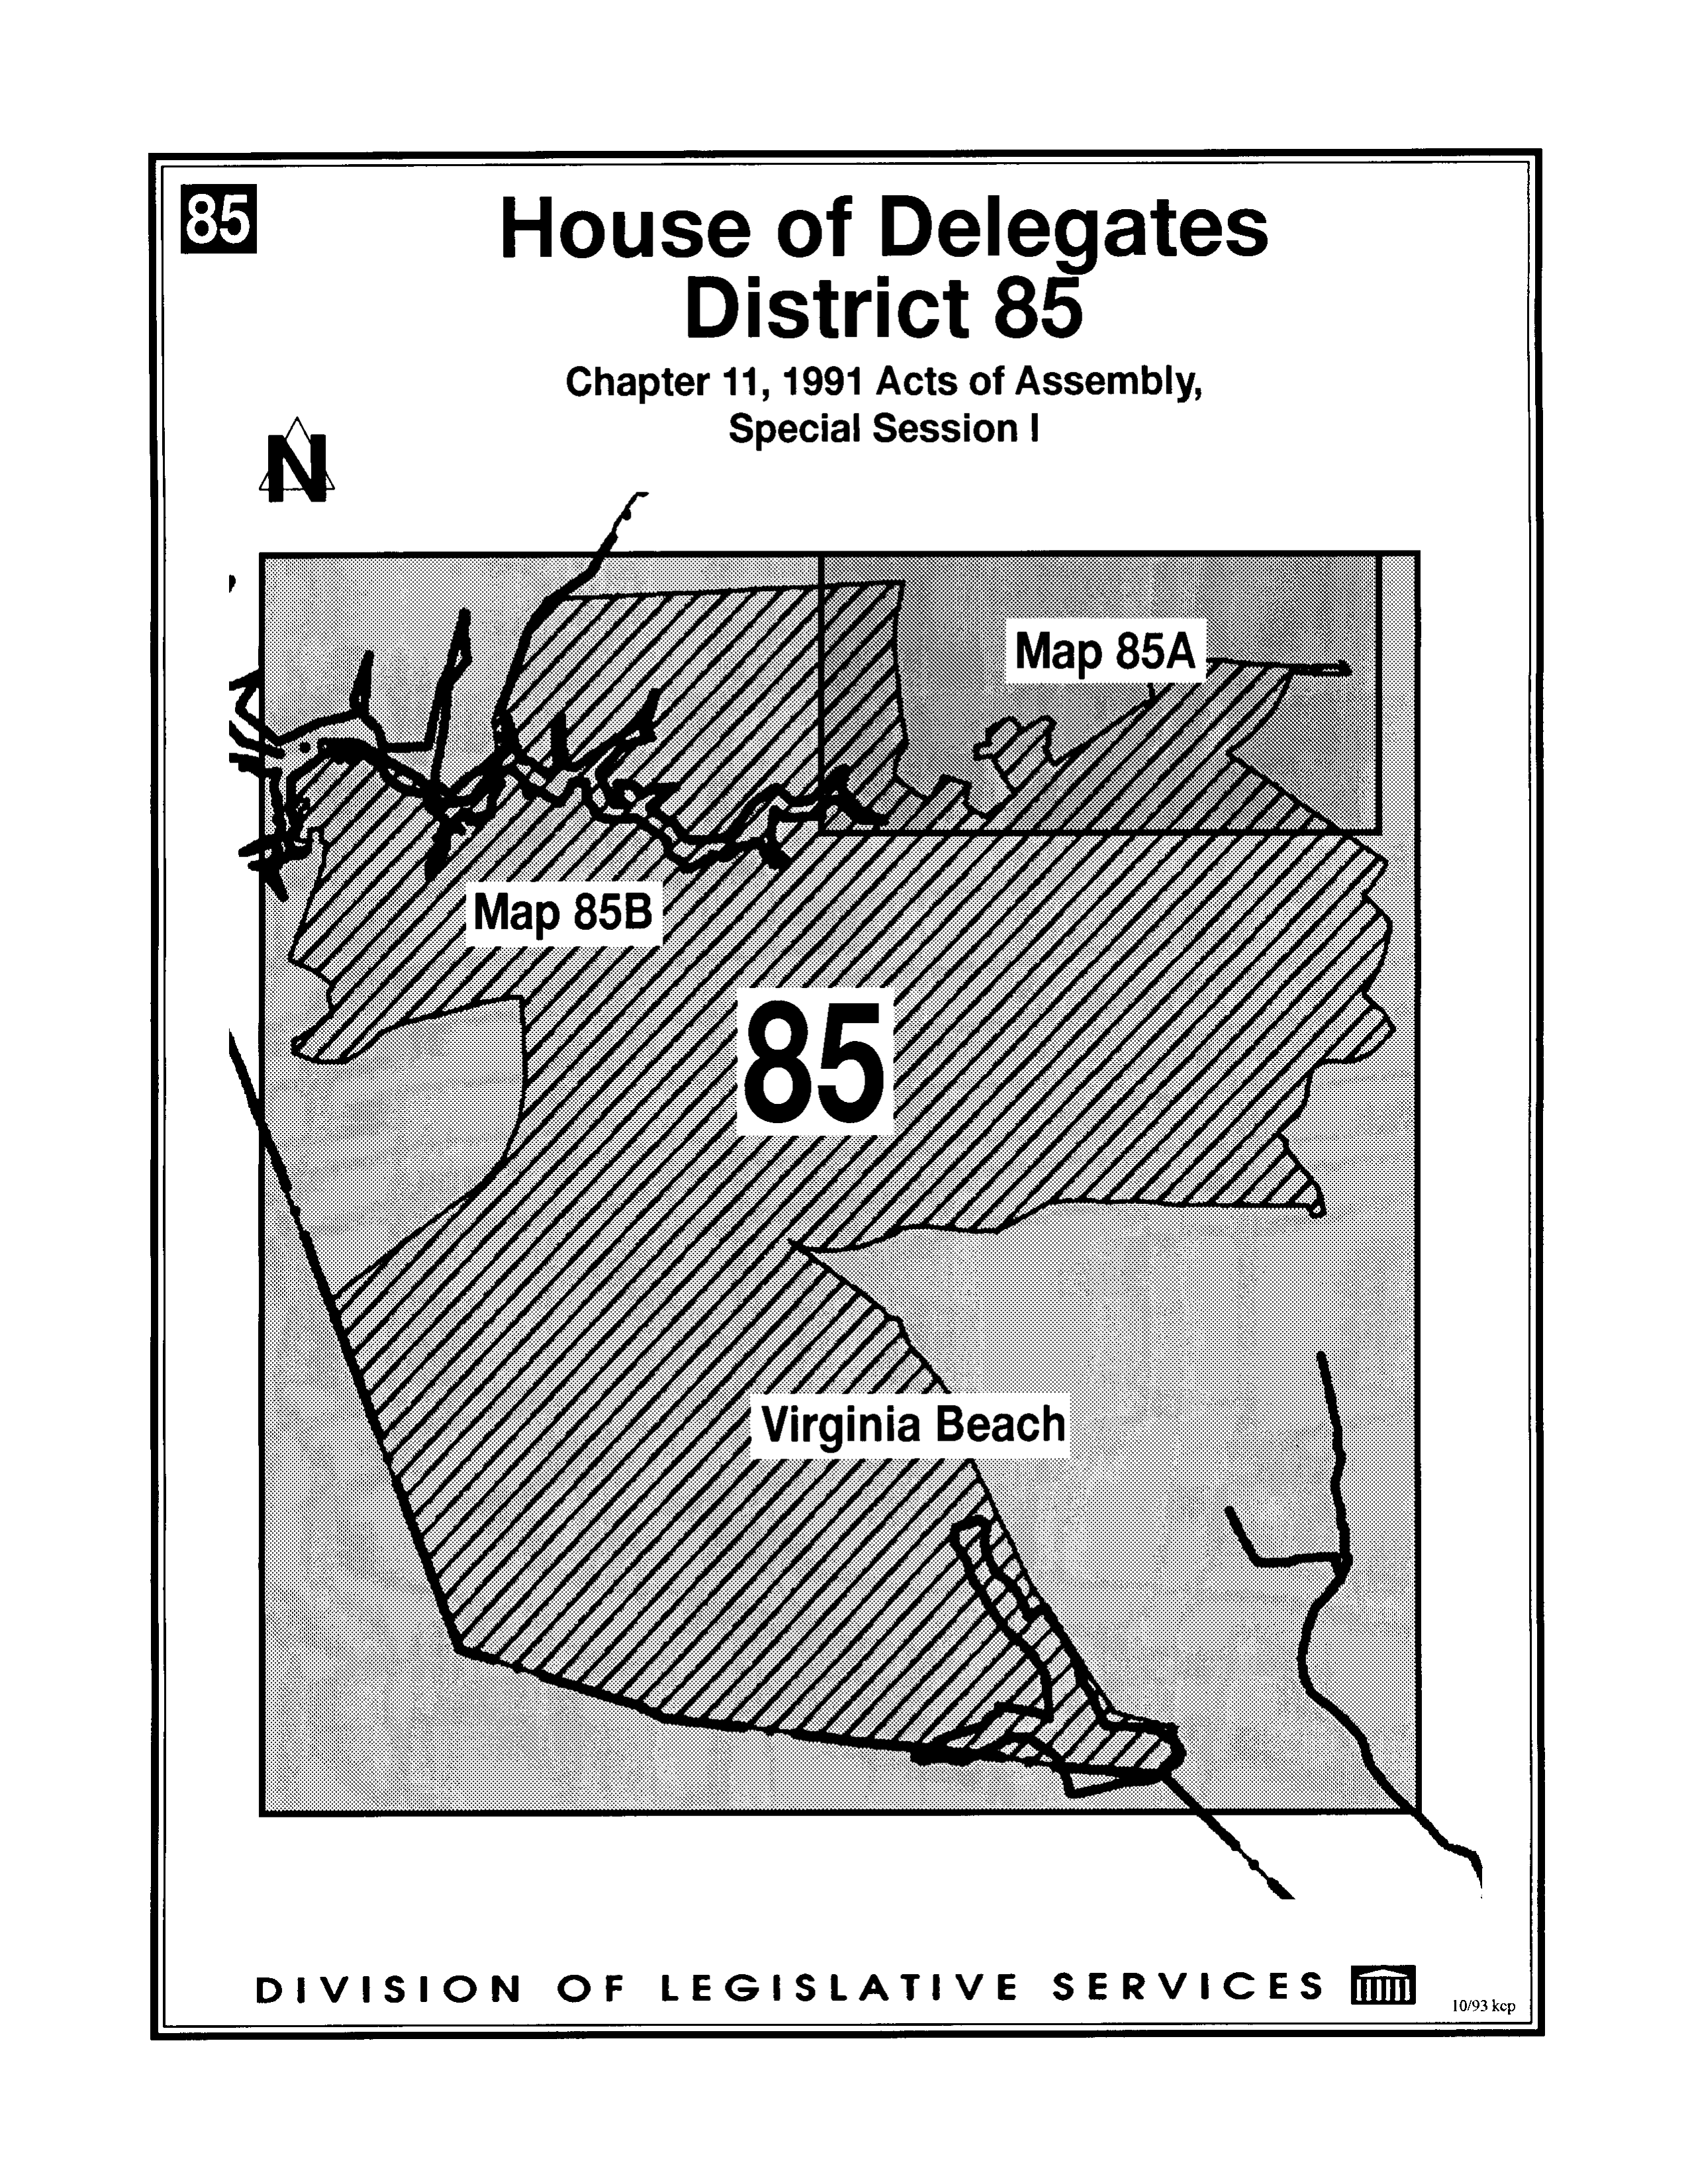 85
House of Delegates
District 85
Chapter 11, 1991 Acts of Assembly,
Special Session I
N
Map 85A
Map 85B
85
Virginia Beach
DIVISION OF LEGISLATIVE SERVICES
10/93 kcp